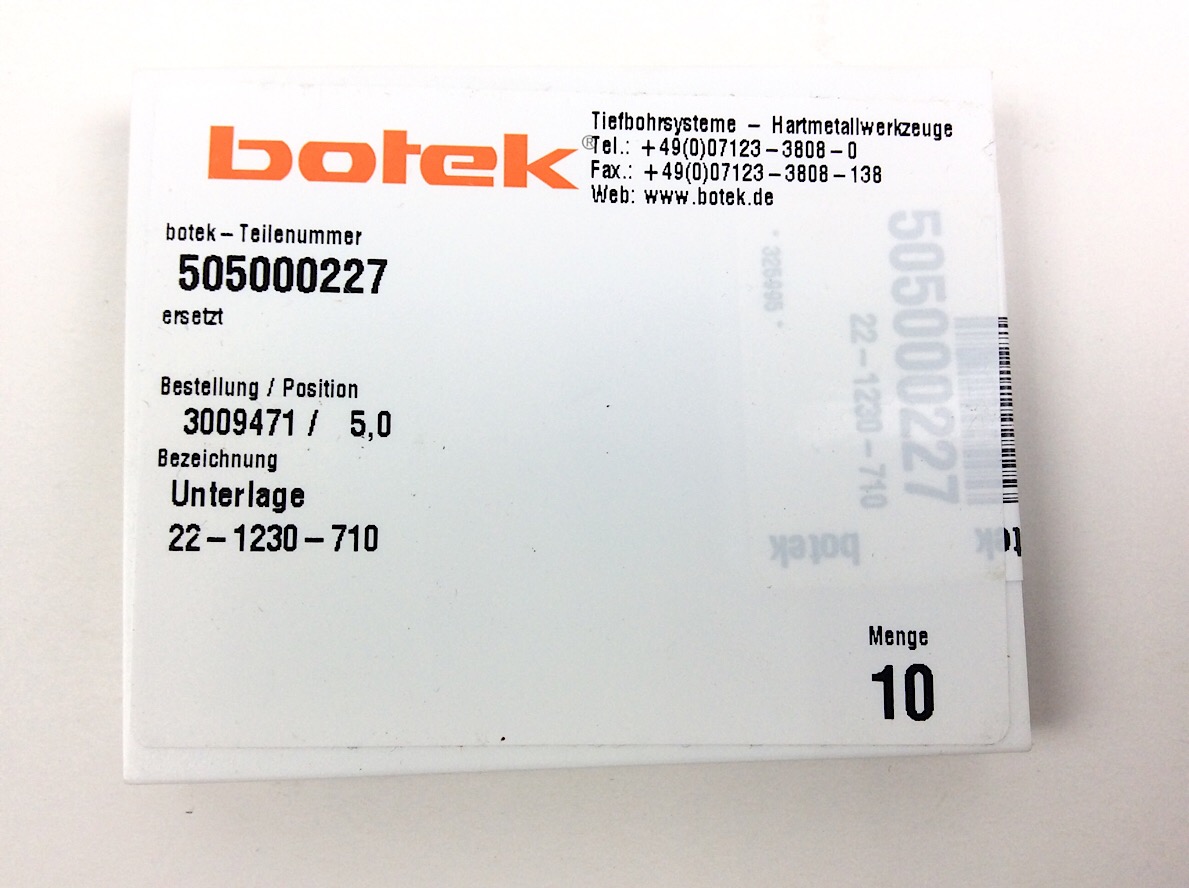 botek®
Tiefbohrsysteme – Hartmetallwerkzeuge
Tel.: +49(0)07123–3808–0
Fax.: +49(0)07123–3808–138
Web: www.botek.de
botek–Teilenummer
505000227
ersetzt
Bestellung / Position
3009471 / 5,0
Bezeichnung
Unterlage
22–1230–710
Menge
10
505000227
22–1230–710
botek